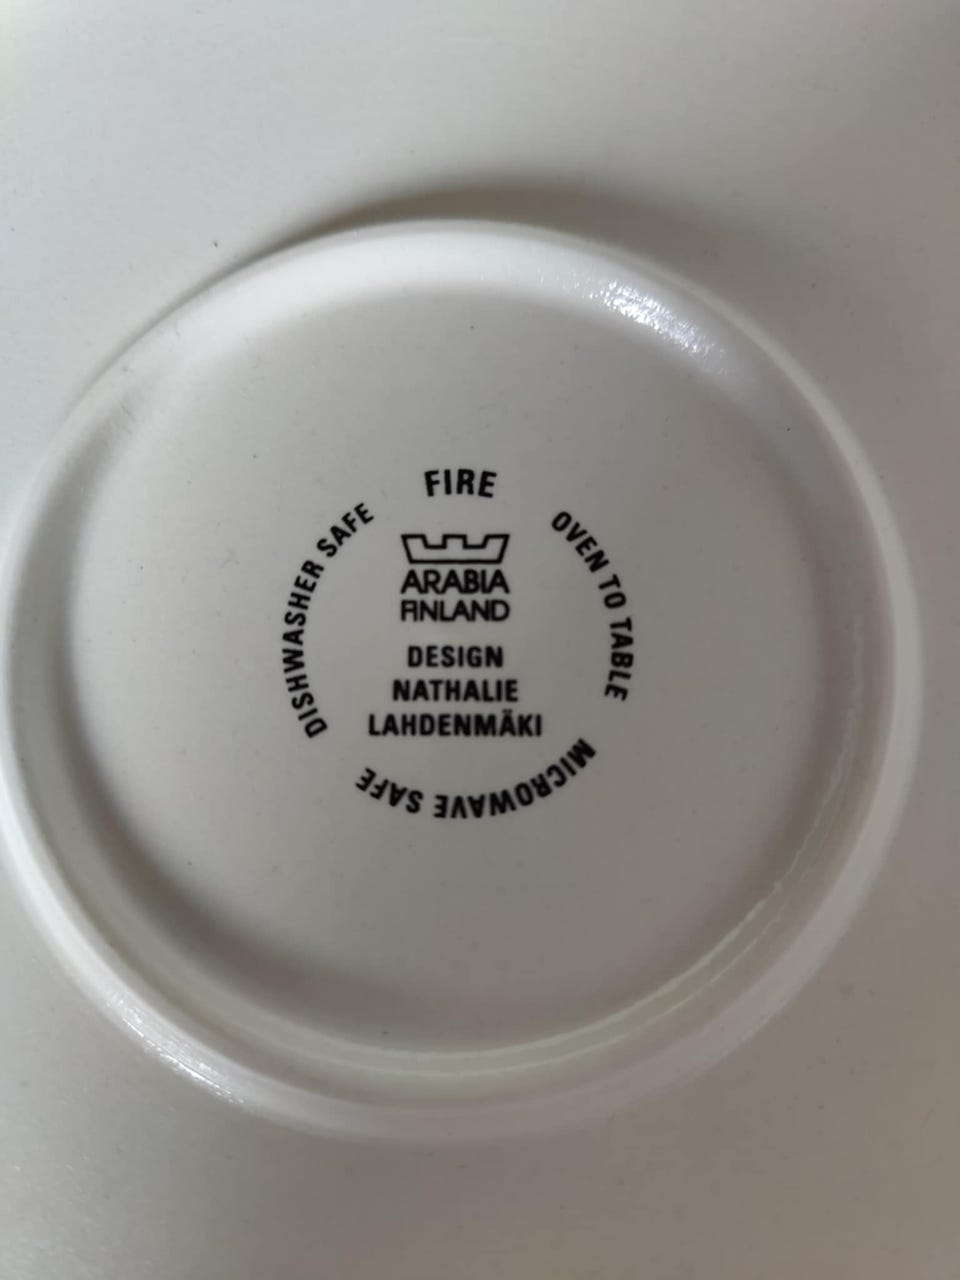 FIRE
DISHWASHER SAFE
OVEN TO TABLE
MICROWAVE SAFE
ARABIA
FINLAND
DESIGN
NATHALIE
LAHDENMÄKI